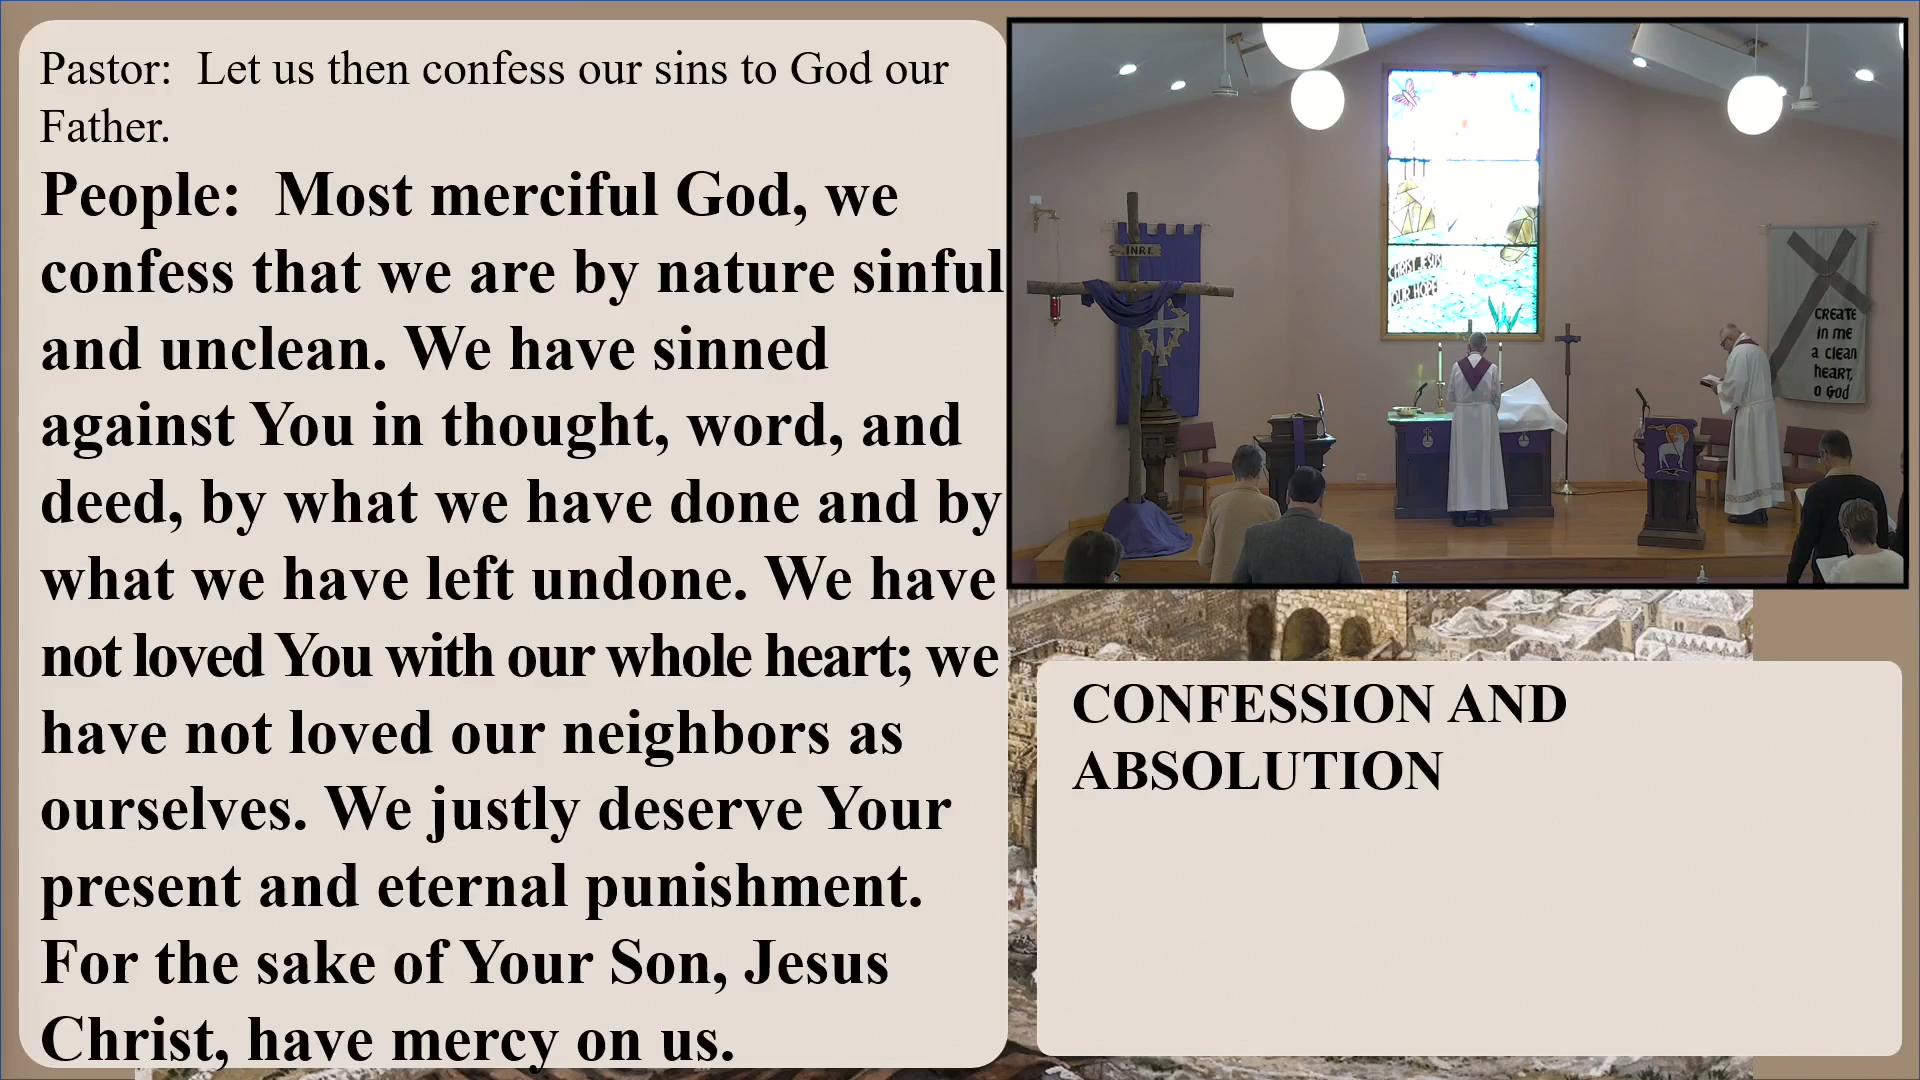 Pastor:  Let us then confess our sins to God our
Father.
People:  Most merciful God, we
confess that we are by nature sinful
and unclean. We have sinned
against You in thought, word, and
deed, by what we have done and by
what we have left undone. We have
not loved You with our whole heart; we
have not loved our neighbors as
ourselves. We justly deserve Your
present and eternal punishment.
For the sake of Your Son, Jesus
Christ, have mercy on us.
INRE
CHRIST JESUS
OUR HOPE
CREATE
in me
a clean
heart,
o God
CONFESSION AND
ABSOLUTION